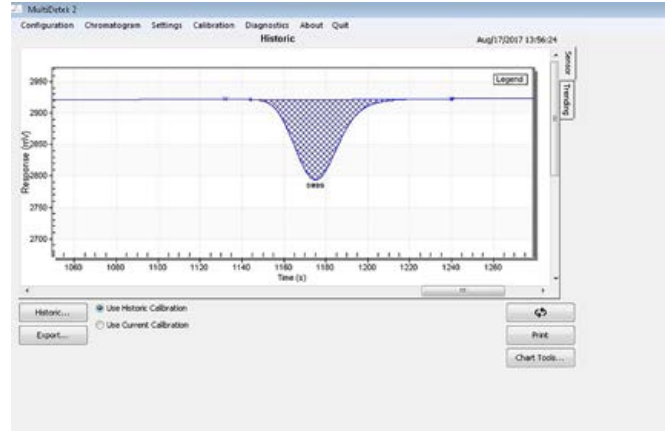 MultiDetek 2
Configuration Chromatogram Settings Calibration Diagnostics About Quit
Historic
Aug/17/2017 13:56:24
Sensor
Trending
Legend
Response (mV)
2950
2900
2850
2800
2750
2700
1060 1080 1100 1120 1140 1160 1180 1200 1220 1240 1260
Time (s)
Historic...
Use Historic Calibration
Export...
Use Current Calibration
Print
Chart Tools...